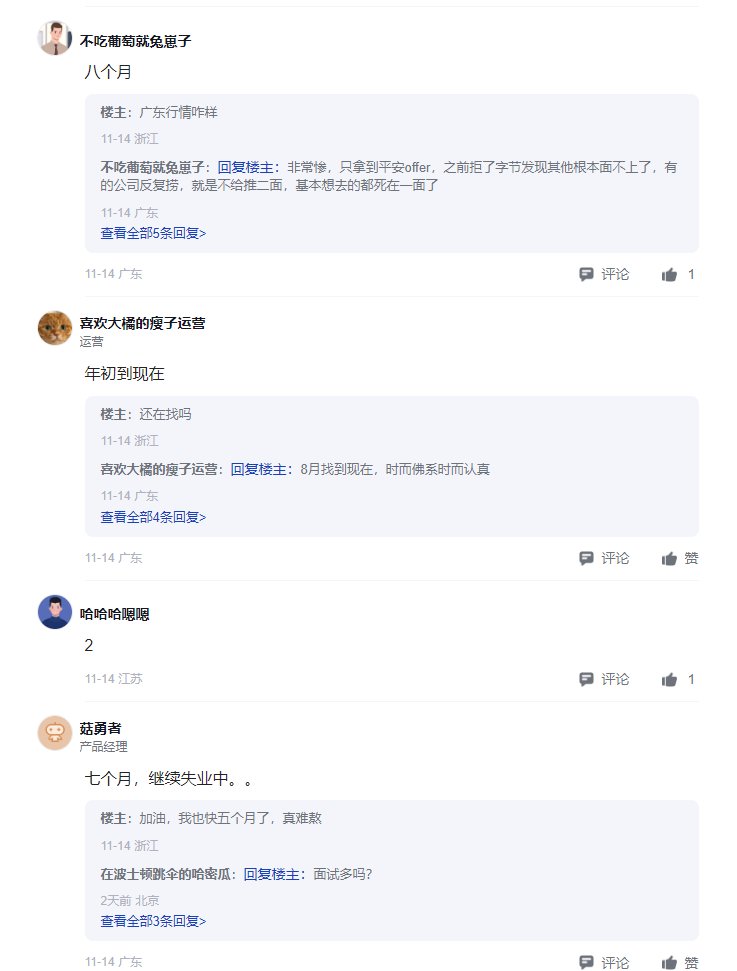 不吃葡萄就兔崽子
八个月
楼主：广东行情咋样
11-14 浙江
不吃葡萄就兔崽子：回复楼主：非常惨，只拿到平安offer，之前拒了字节发现其他根本面不上了，有
的公司反复捞，就是不给推二面，基本想去的都死在一面了
11-14 广东
查看全部5条回复>
11-14 广东 评论 1
喜欢大橘的瘦子运营
运营
年初到现在
楼主：还在找吗
11-14 浙江
喜欢大橘的瘦子运营：回复楼主：8月找到现在，时而佛系时而认真
11-14 广东
查看全部4条回复>
11-14 广东 评论 赞
哈哈哈嗯嗯
2
11-14 江苏 评论 1
菇勇者
产品经理
七个月，继续失业中。。
楼主：加油，我也快五个月了，真难熬
11-14 浙江
在波士顿跳伞的哈密瓜：回复楼主：面试多吗?
2天前 北京
查看全部3条回复>
11-14 广东 评论 赞